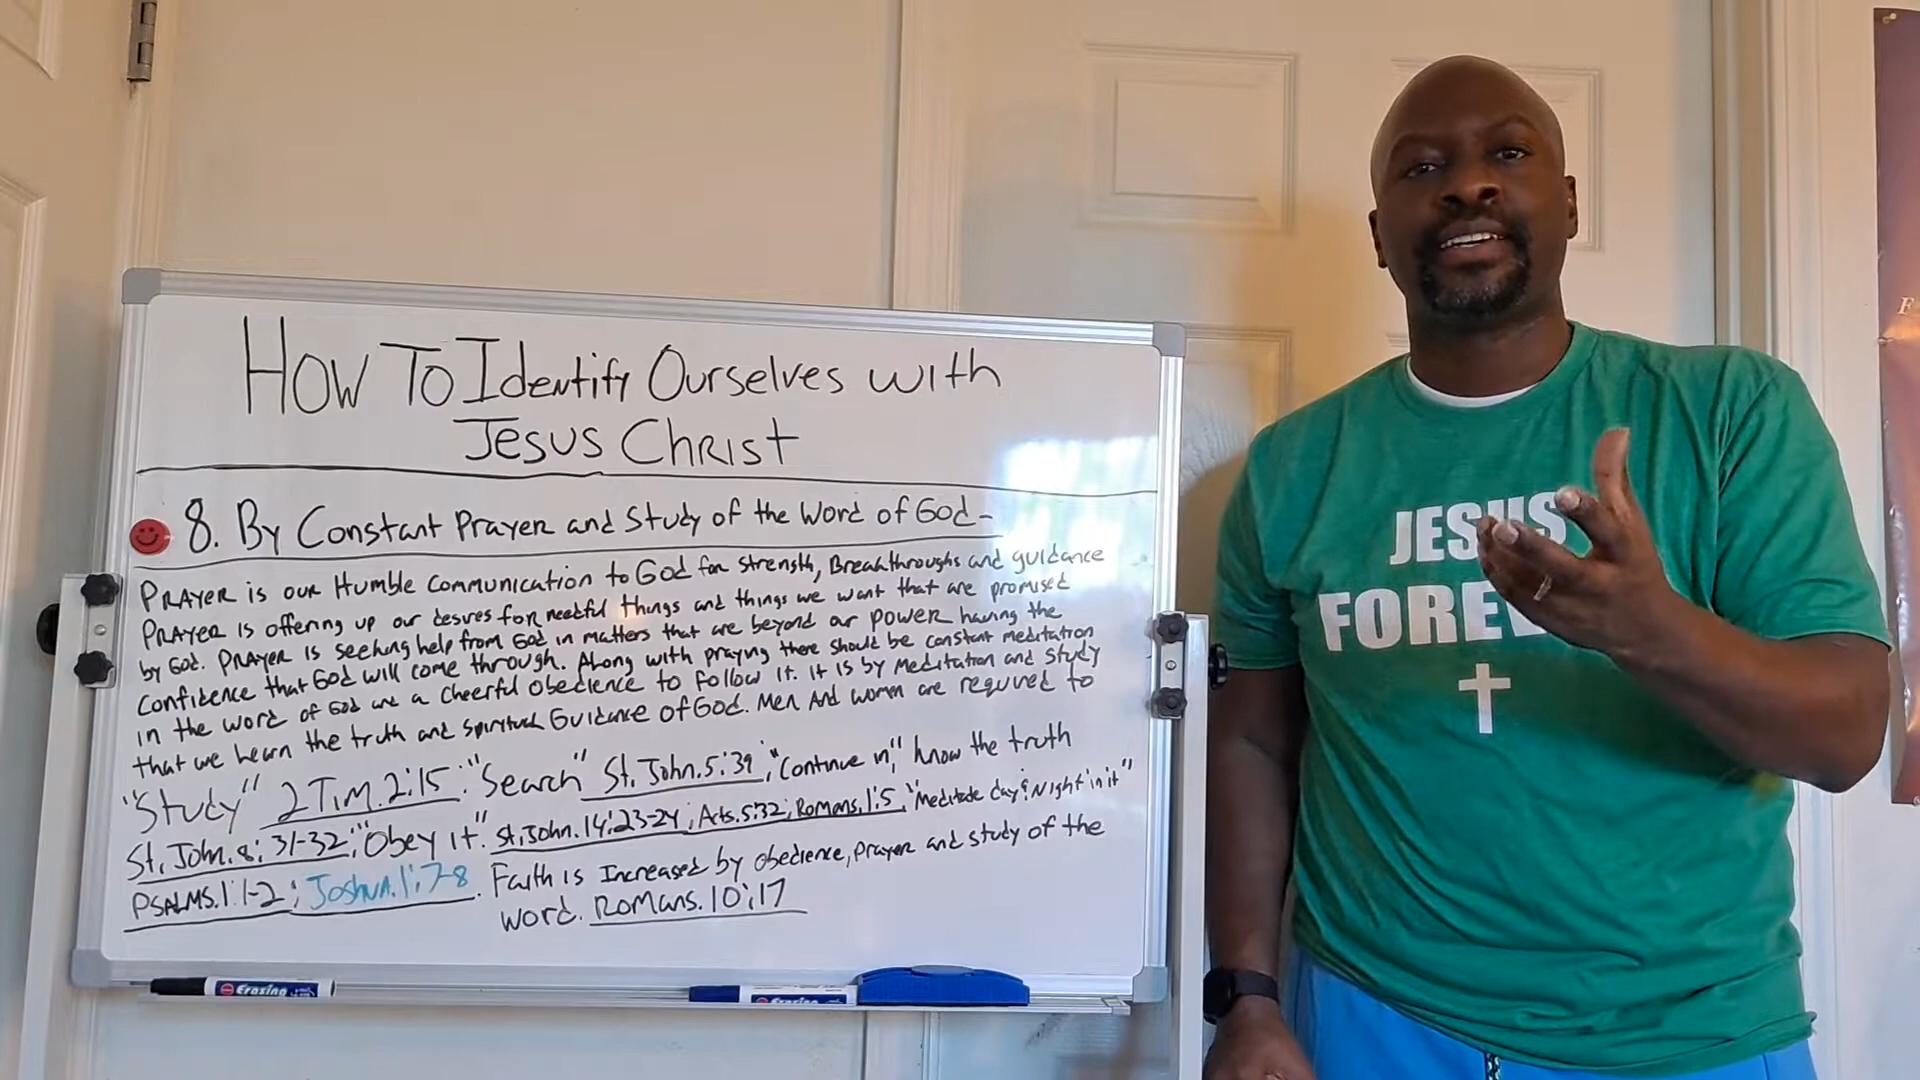 HOW TO Identify OURSELVES WITH
JESUS CHRIST
8. By Constant Prayer and Study of the Word of God-
PRAYER is our Humble Communication to God for strength, Breakthroughs and guidance
PRAYER is offering up our desires for needful things and things we want that are promised
by God. PRAYER is seeking help from God in matters that are beyond our power having the
Confidence that God will come through. Along with praying there should be constant meditation
in the word of God and a cheerful obedience to follow it. it is by Meditation and study
that we learn the truth and spiritual Guidance of God. Men And women are required to
"Study" 2 Tim. 2:15; "Search" St. John. 5:39; "Continue in," know the truth
St. John. 8: 31-32; "Obey it". St. John. 14:23-24; Acts. 5:32; Romans. 1:5, "Meditate day & Night in it"
PSALMS. 1:1-2; JOSHUA. 1:7-8. Faith is Increased by obedience, prayer and study of the
word. Romans. 10:17
JESUS
FOREV
Erasing
Erasing
F